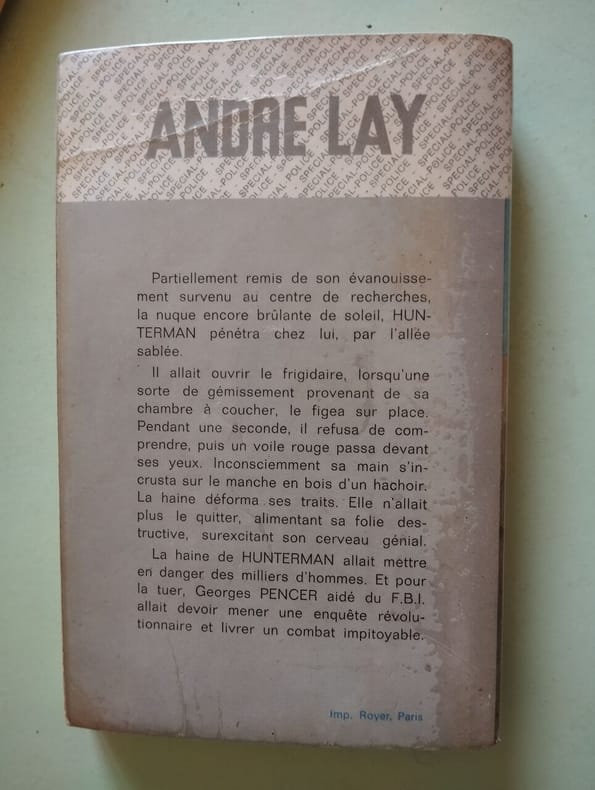 ANDRE LAY
Partiellement remis de son évanouisse-
ment survenu au centre de recherches,
la nuque encore brûlante de soleil, HUN-
TERMAN pénétra chez lui, par l'allée
sablée.
Il allait ouvrir le frigidaire, lorsqu'une
sorte de gémissement provenant de sa
chambre à coucher, le figea sur place.
Pendant une seconde, il refusa de com-
prendre, puis un voile rouge passa devant
ses yeux. Inconsciemment sa main s'in-
crusta sur le manche en bois d'un hachoir.
La haine déforma ses traits. Elle n'allait
plus le quitter, alimentant sa folie des-
tructive, surexcitant son cerveau génial.
La haine de HUNTERMAN allait mettre
en danger des milliers d'hommes. Et pour
la tuer, Georges PENCER aidé du F.B.I.
allait devoir mener une enquête révolu-
tionnaire et livrer un combat impitoyable.
Imp. Royer, Paris